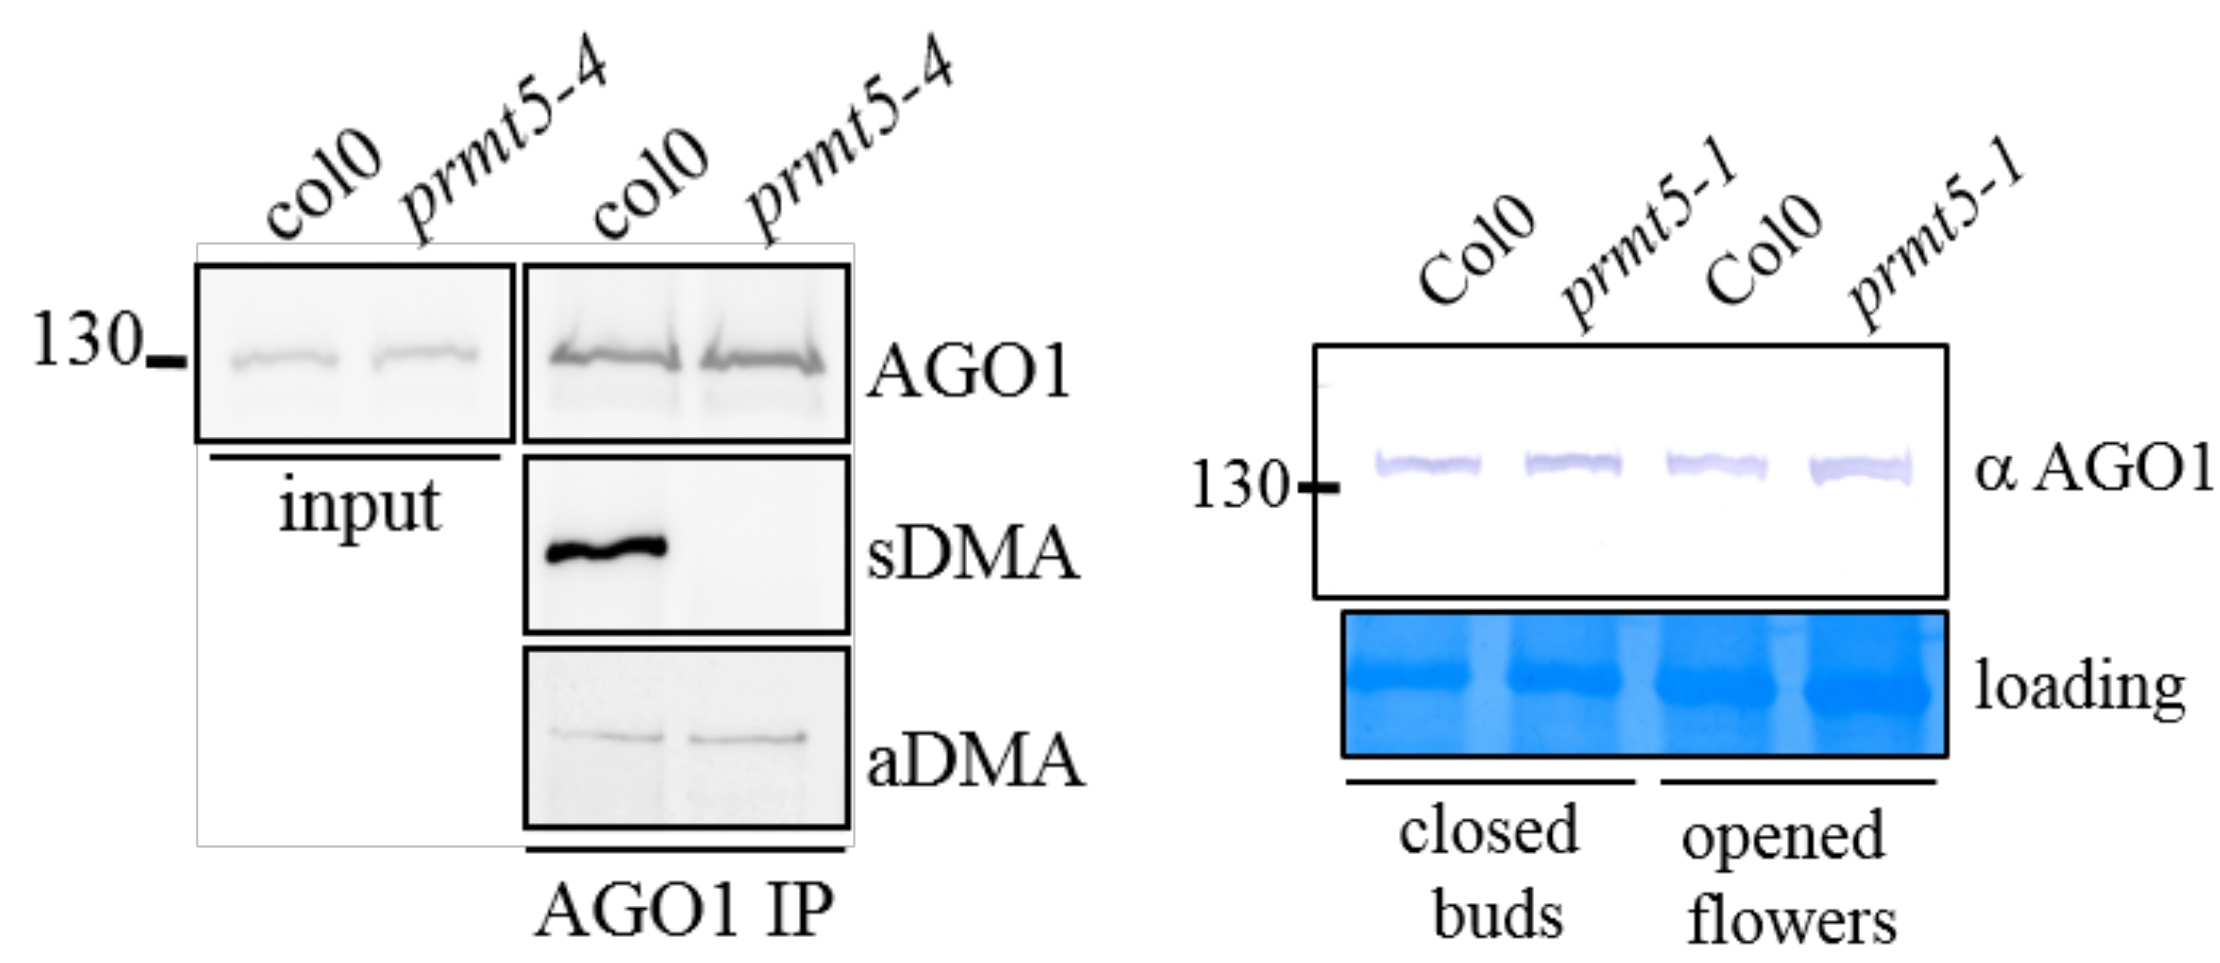 col0
prmt5-4
col0
prmt5-4
130
AGO1
input
sDMA
aDMA
AGO1 IP
Col0
prmt5-1
Col0
prmt5-1
130
α AGO1
loading
closed
buds
opened
flowers